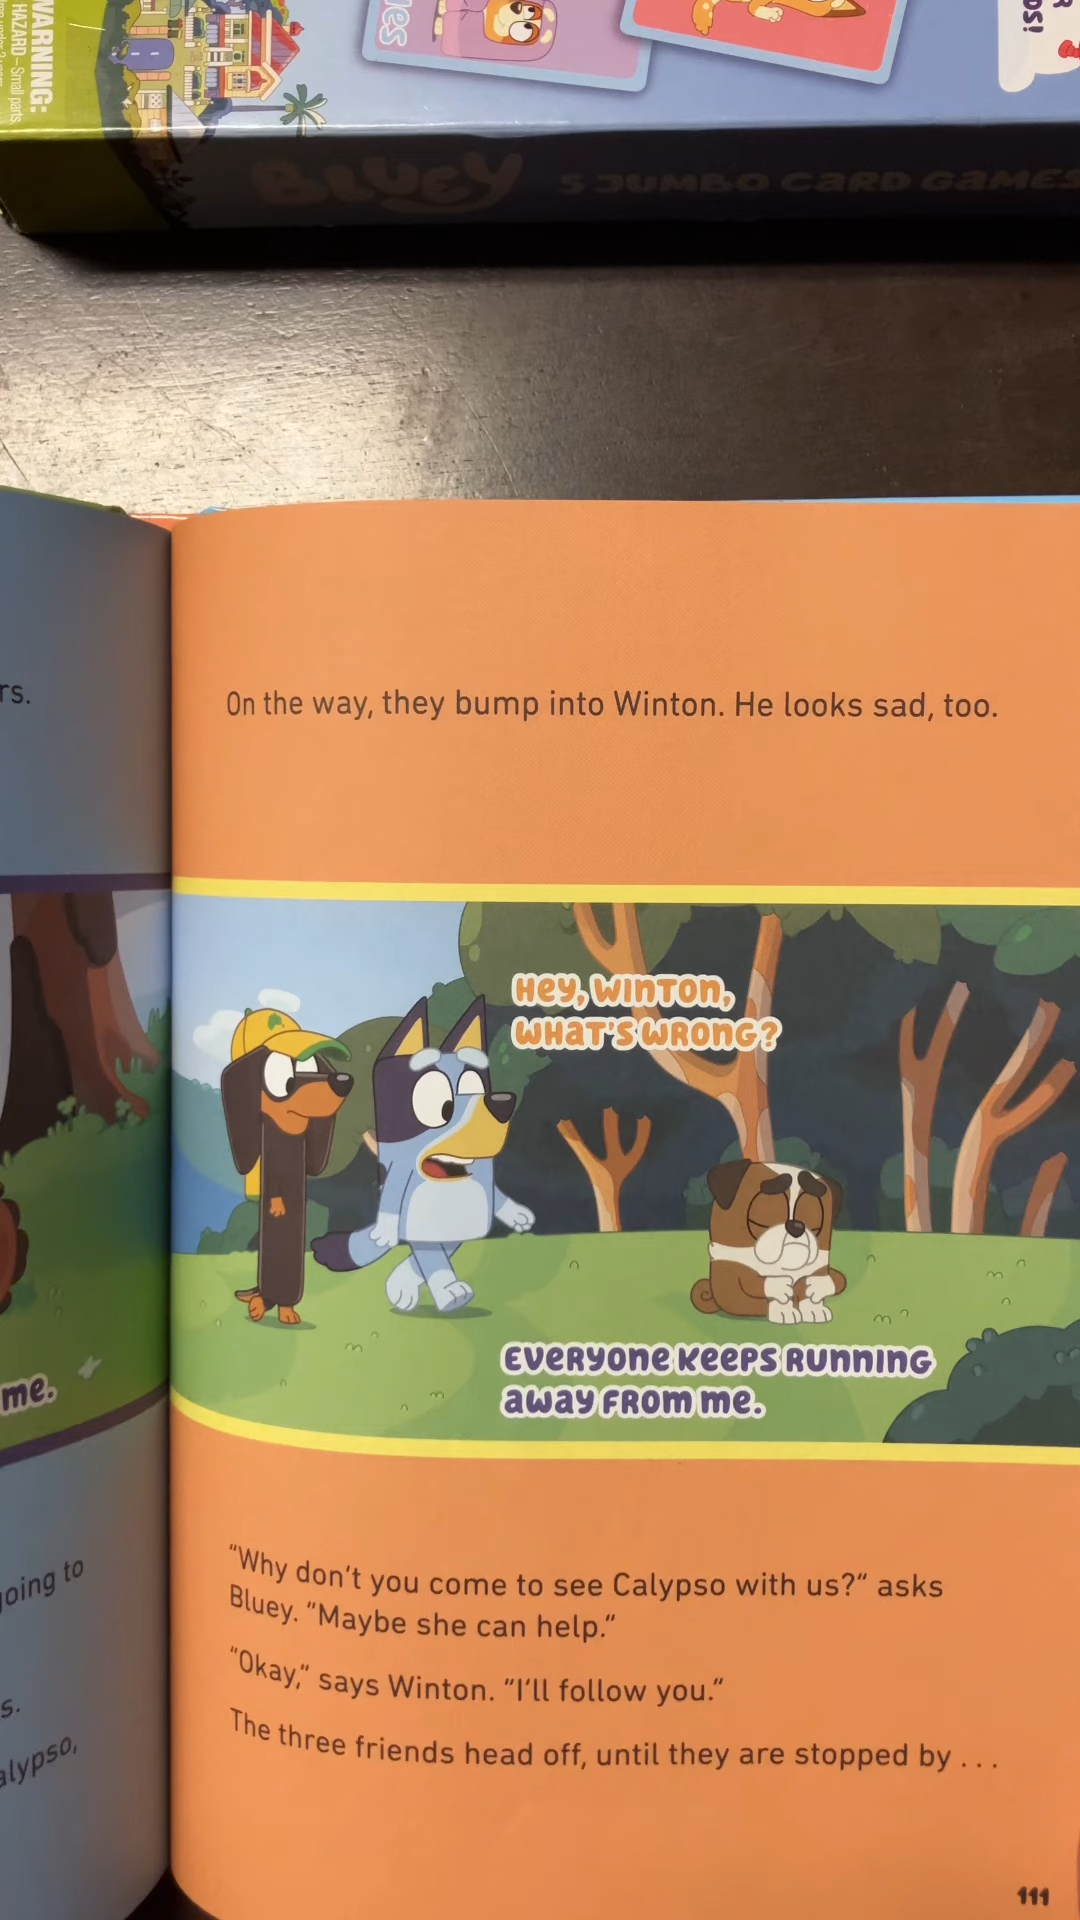 WARNING:
HAZARD – Small parts.
BLUEY 5 JUMBO CARD GAMES
rs.
me.
going to
s.
alypso,
On the way, they bump into Winton. He looks sad, too.
Hey, Winton,
what's wrong?
Everyone keeps running
away from me.
“Why don't you come to see Calypso with us?” asks
Bluey. “Maybe she can help.”
“Okay,” says Winton. “I'll follow you.”
The three friends head off, until they are stopped by . . .
111